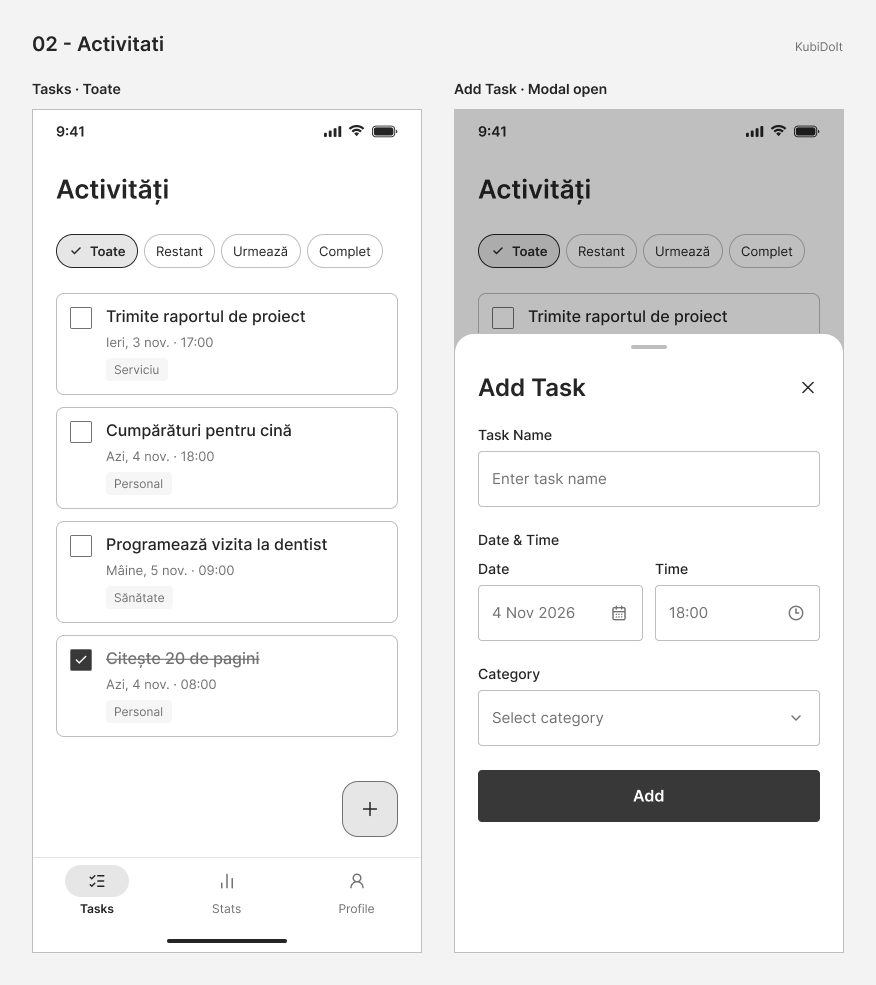 02 - Activitati
KubiDoIt
Tasks · Toate
9:41
Activități
Toate
Restant
Urmează
Complet
Trimite raportul de proiect
Ieri, 3 nov. · 17:00
Serviciu
Cumpărături pentru cină
Azi, 4 nov. · 18:00
Personal
Programează vizita la dentist
Mâine, 5 nov. · 09:00
Sănătate
Citește 20 de pagini
Azi, 4 nov. · 08:00
Personal
Tasks
Stats
Profile
Add Task · Modal open
9:41
Activități
Toate
Restant
Urmează
Complet
Trimite raportul de proiect
Add Task
Task Name
Enter task name
Date & Time
Date
Time
4 Nov 2026
18:00
Category
Select category
Add